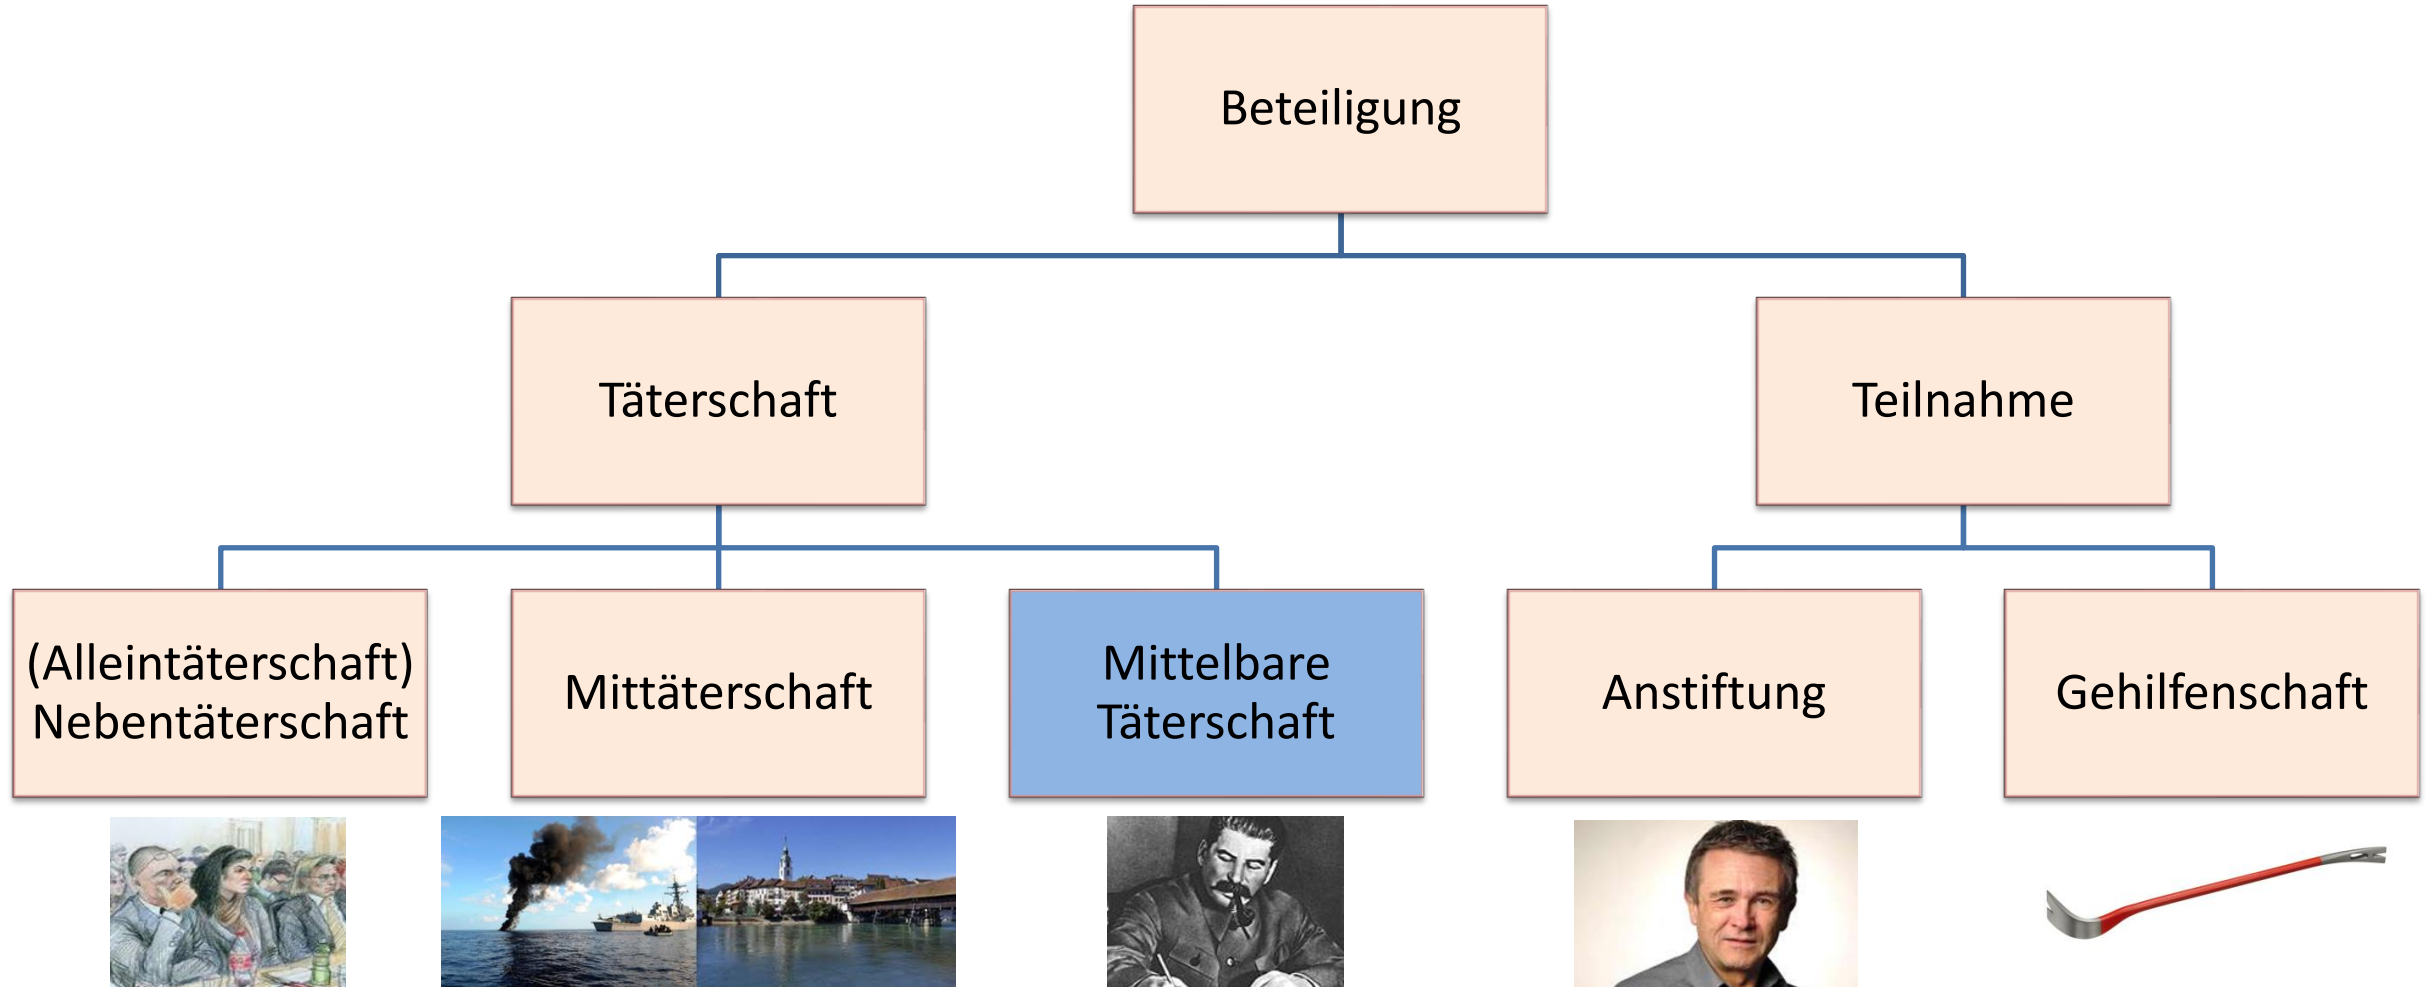 Beteiligung
Täterschaft
Teilnahme
(Alleintäterschaft)
Nebentäterschaft
Mittäterschaft
Mittelbare
Täterschaft
Anstiftung
Gehilfenschaft